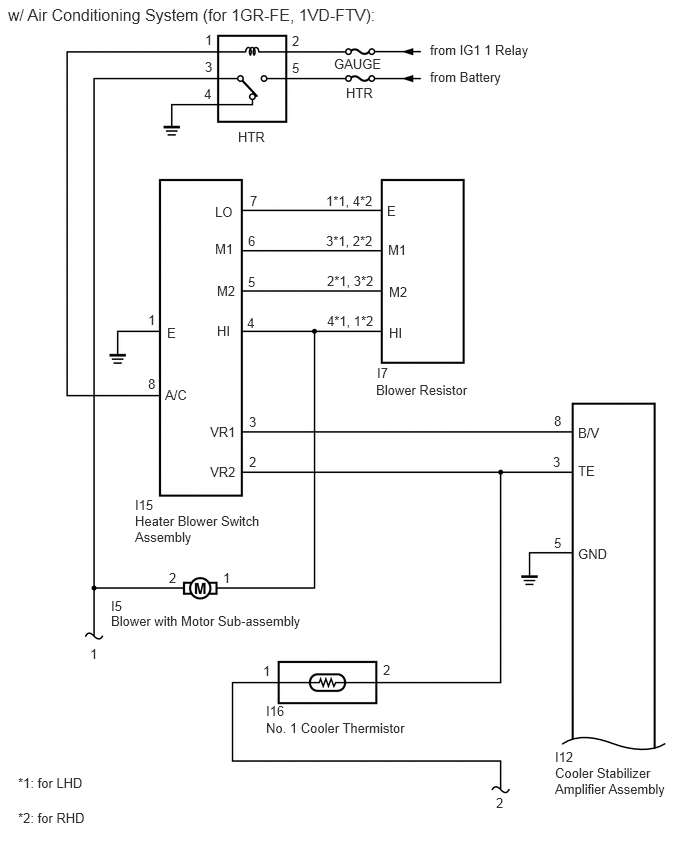 w/ Air Conditioning System (for 1GR-FE, 1VD-FTV):
1
2
from IG1 1 Relay
GAUGE
3
5
from Battery
HTR
4
HTR
LO
7
1*1, 4*2
E
M1
6
3*1, 2*2
M1
M2
5
2*1, 3*2
M2
1
E
HI
4
4*1, 1*2
HI
I7
Blower Resistor
8
A/C
VR1
3
8
B/V
VR2
2
3
TE
I15
Heater Blower Switch
Assembly
5
GND
2
M
1
I5
Blower with Motor Sub-assembly
1
1
2
I16
No. 1 Cooler Thermistor
I12
Cooler Stabilizer
Amplifier Assembly
2
*1: for LHD
*2: for RHD